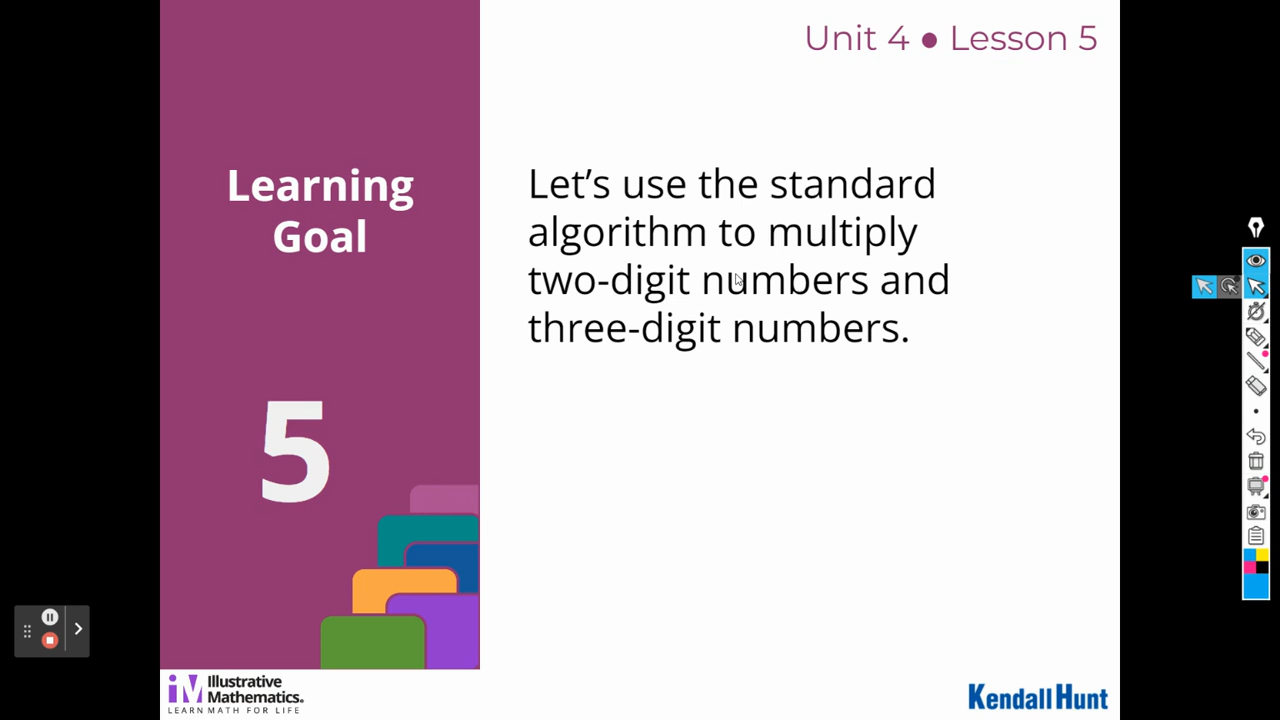 Unit 4 ● Lesson 5
Learning
Goal
5
Let’s use the standard
algorithm to multiply
two-digit numbers and
three-digit numbers.
iM Illustrative
Mathematics.
LEARN MATH FOR LIFE
Kendall Hunt